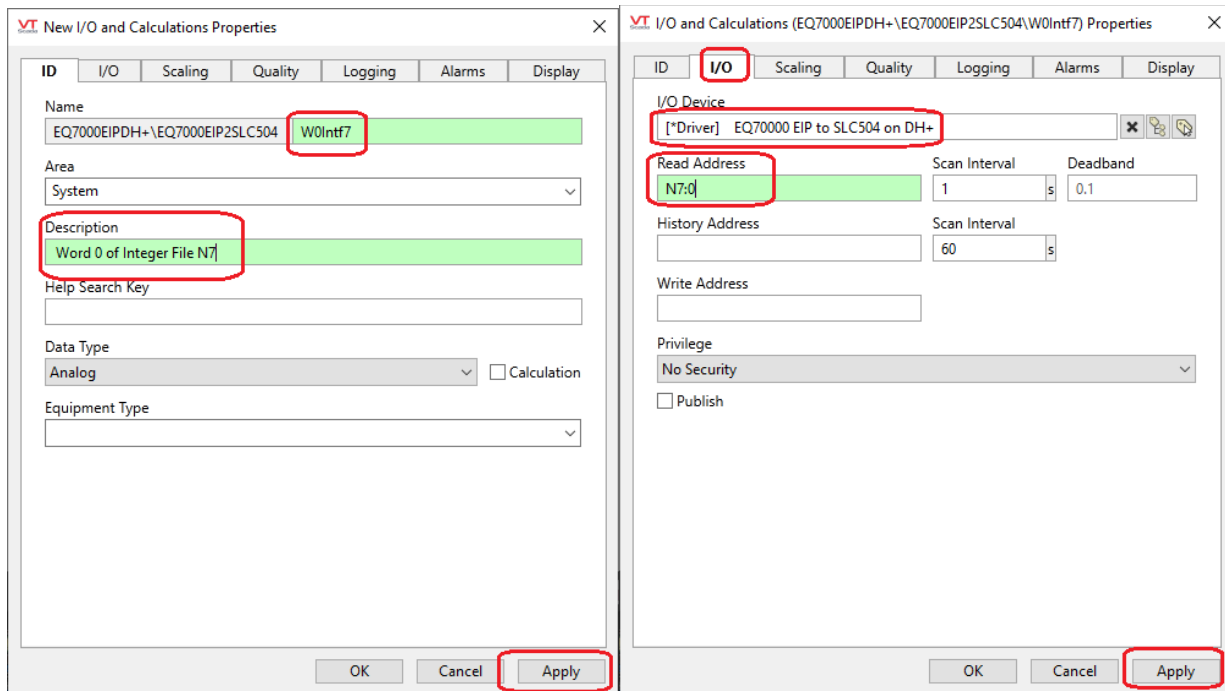 VTScada New I/O and Calculations Properties
ID I/O Scaling Quality Logging Alarms Display
Name
EQ7000EIPDH+\EQ7000EIP2SLC504 W0Intf7
Area
System
Description
Word 0 of Integer File N7
Help Search Key
Data Type
Analog Calculation
Equipment Type
OK Cancel Apply
VTScada I/O and Calculations (EQ7000EIPDH+\EQ7000EIP2SLC504\W0Intf7) Properties
ID I/O Scaling Quality Logging Alarms Display
I/O Device
[*Driver] EQ70000 EIP to SLC504 on DH+
Read Address Scan Interval Deadband
N7:0 1 s 0.1
History Address Scan Interval
60 s
Write Address
Privilege
No Security
Publish
OK Cancel Apply